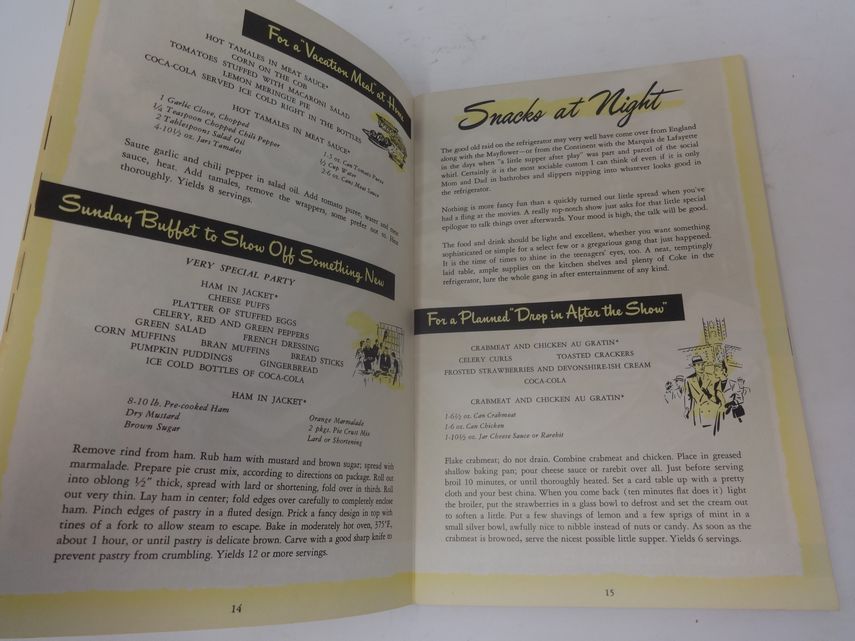 For a "Vacation Meal" at Home
HOT TAMALES IN MEAT SAUCE*
CORN ON THE COB
TOMATOES STUFFED WITH MACARONI SALAD
LEMON MERINGUE PIE
COCA-COLA SERVED ICE COLD RIGHT IN THE BOTTLES
HOT TAMALES IN MEAT SAUCE*
1 Garlic Clove, Chopped
¼ Teaspoon Chopped Chili Pepper
2 Tablespoons Salad Oil
4-10½ oz. Jars Tamales
1-5 oz. Can Tomato Puree
½ Cup Water
2-6 oz. Cans Meat Sauce
Saute garlic and chili pepper in salad oil. Add tomato puree, water and meat
sauce, heat. Add tamales, remove the wrappers, some prefer not to. Heat
thoroughly. Yields 8 servings.
Sunday Buffet to Show Off Something New
VERY SPECIAL PARTY
HAM IN JACKET*
CHEESE PUFFS
PLATTER OF STUFFED EGGS
CELERY, RED AND GREEN PEPPERS
GREEN SALAD FRENCH DRESSING
CORN MUFFINS BRAN MUFFINS BREAD STICKS
PUMPKIN PUDDINGS GINGERBREAD
ICE COLD BOTTLES OF COCA-COLA
HAM IN JACKET*
8-10 lb. Pre-cooked Ham
Dry Mustard
Brown Sugar
Orange Marmalade
2 pkgs. Pie Crust Mix
Lard or Shortening
Remove rind from ham. Rub ham with mustard and brown sugar; spread with
marmalade. Prepare pie crust mix, according to directions on package. Roll out
into oblong ½" thick, spread with lard or shortening, fold over in thirds. Roll
out very thin. Lay ham in center; fold edges over carefully to completely enclose
ham. Pinch edges of pastry in a fluted design. Prick a fancy design in top with
tines of a fork to allow steam to escape. Bake in moderately hot oven, 375°F.,
about 1 hour, or until pastry is delicate brown. Carve with a good sharp knife to
prevent pastry from crumbling. Yields 12 or more servings.
14
Snacks at Night
The good old raid on the refrigerator may very well have come over from England
along with the Mayflower—or from the Continent with the Marquis de Lafayette
in the days when "a little supper after play" was part and parcel of the social
whirl. Certainly it is the most sociable custom I can think of even if it is only
Mom and Dad in bathrobes and slippers nipping into whatever looks good in
the refrigerator.
Nothing is more fancy fun than a quickly turned out little spread when you've
had a fling at the movies. A really top-notch show just asks for that little special
epilogue to talk things over afterwards. Your mood is high, the talk will be good.
The food and drink should be light and excellent, whether you want something
sophisticated or simple for a select few or a gregarious gang that just happened.
It is the time of times to shine in the teenagers' eyes, too. A neat, temptingly
laid table, ample supplies on the kitchen shelves and plenty of Coke in the
refrigerator, lure the whole gang in after entertainment of any kind.
For a Planned "Drop in After the Show"
CRABMEAT AND CHICKEN AU GRATIN*
CELERY CURLS TOASTED CRACKERS
FROSTED STRAWBERRIES AND DEVONSHIRE-ISH CREAM
COCA-COLA
CRABMEAT AND CHICKEN AU GRATIN*
1-6½ oz. Can Crabmeat
1-6 oz. Can Chicken
1-10½ oz. Jar Cheese Sauce or Rarebit
Flake crabmeat; do not drain. Combine crabmeat and chicken. Place in greased
shallow baking pan; pour cheese sauce or rarebit over all. Just before serving
broil 10 minutes, or until thoroughly heated. Set a card table up with a pretty
cloth and your best china. When you come back (ten minutes flat does it) light
the broiler, put the strawberries in a glass bowl to defrost and set the cream out
to soften a little. Put a few shavings of lemon and a few sprigs of mint in a
small silver bowl, awfully nice to nibble instead of nuts or candy. As soon as the
crabmeat is browned, serve the nicest possible little supper. Yields 6 servings.
15